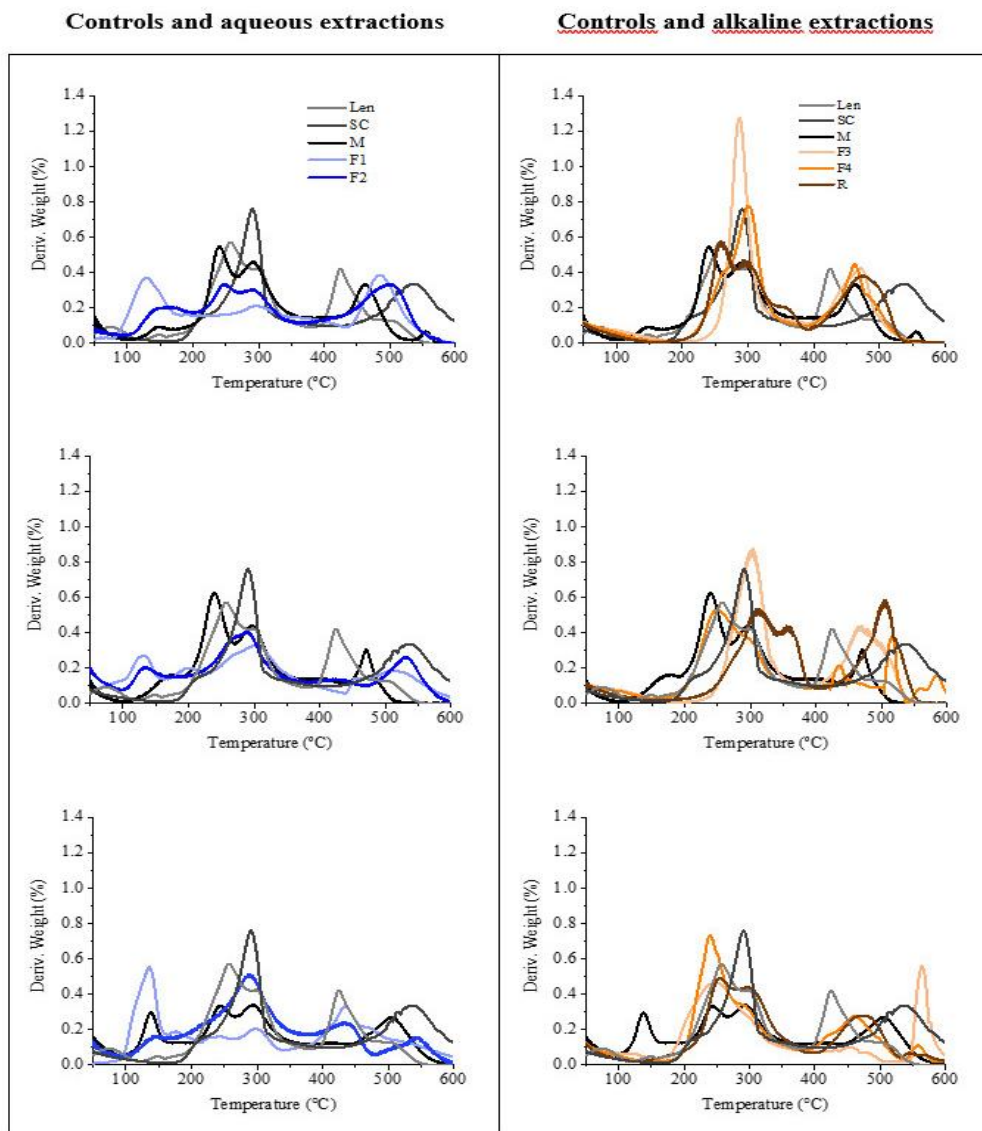 Controls and aqueous extractions
Controls and alkaline extractions
1.4
1.2
1.0
0.8
0.6
0.4
0.2
0.0
Deriv. Weight (%)
Len
SC
M
F1
F2
100 200 300 400 500 600
Temperature (°C)
1.4
1.2
1.0
0.8
0.6
0.4
0.2
0.0
Deriv. Weight (%)
Len
SC
M
F3
F4
R
100 200 300 400 500 600
Temperature (°C)
1.4
1.2
1.0
0.8
0.6
0.4
0.2
0.0
Deriv. Weight (%)
100 200 300 400 500 600
Temperature (°C)
1.4
1.2
1.0
0.8
0.6
0.4
0.2
0.0
Deriv. Weight (%)
100 200 300 400 500 600
Temperature (°C)
1.4
1.2
1.0
0.8
0.6
0.4
0.2
0.0
Deriv. Weight (%)
100 200 300 400 500 600
Temperature (°C)
1.4
1.2
1.0
0.8
0.6
0.4
0.2
0.0
Deriv. Weight (%)
100 200 300 400 500 600
Temperature (°C)